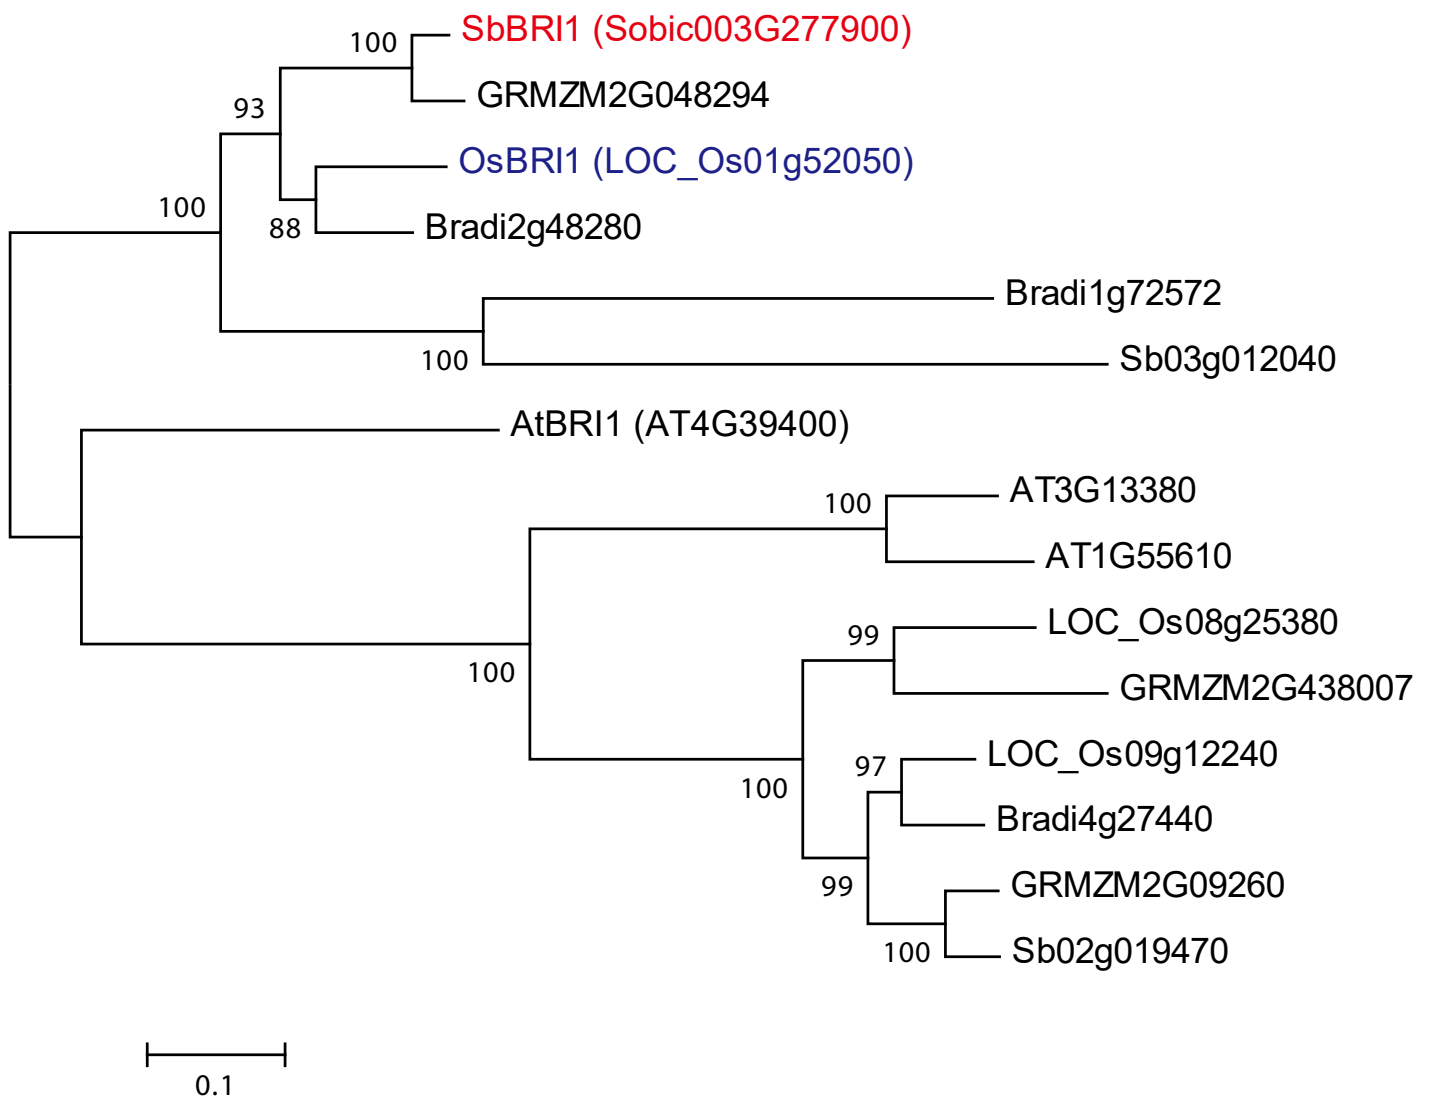 SbBRI1 (Sobic003G277900)
100
GRMZM2G048294
93
OsBRI1 (LOC_Os01g52050)
100
88
Bradi2g48280
Bradi1g72572
100
Sb03g012040
AtBRI1 (AT4G39400)
AT3G13380
100
AT1G55610
LOC_Os08g25380
99
100
GRMZM2G438007
LOC_Os09g12240
97
100
Bradi4g27440
99
GRMZM2G09260
100
Sb02g019470
0.1